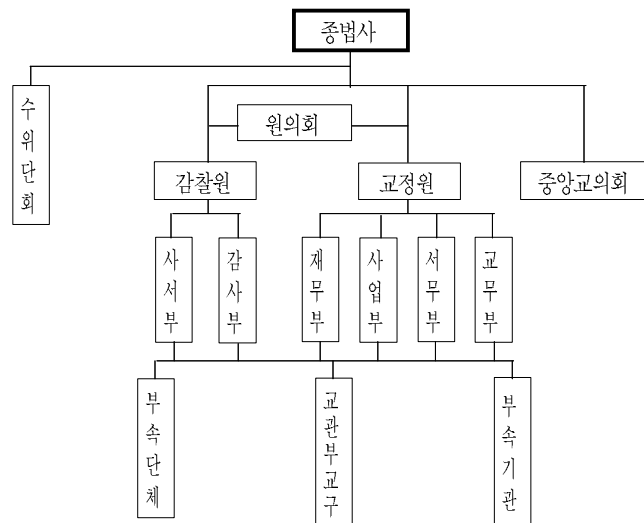 종법사
수위단회
원의회
감찰원
교정원
중앙교의회
사서부
감사부
재무부
사업부
서무부
교무부
부속단체
교관부교구
부속기관